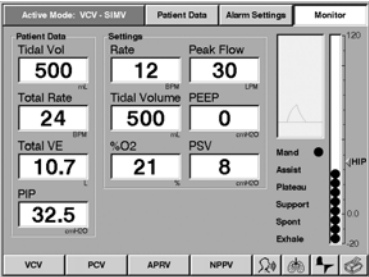 Active Mode: VCV - SIMV
Patient Data
Alarm Settings
Monitor
Patient Data
Tidal Vol
500
mL
Total Rate
24
BPM
Total VE
10.7
L
PIP
32.5
cmH2O
Settings
Rate
12
BPM
Peak Flow
30
LPM
Tidal Volume
500
mL
PEEP
0
cmH2O
%O2
21
%
PSV
8
cmH2O
120
HIP
0.0
-20
Mand
Assist
Plateau
Support
Spont
Exhale
VCV
PCV
APRV
NPPV